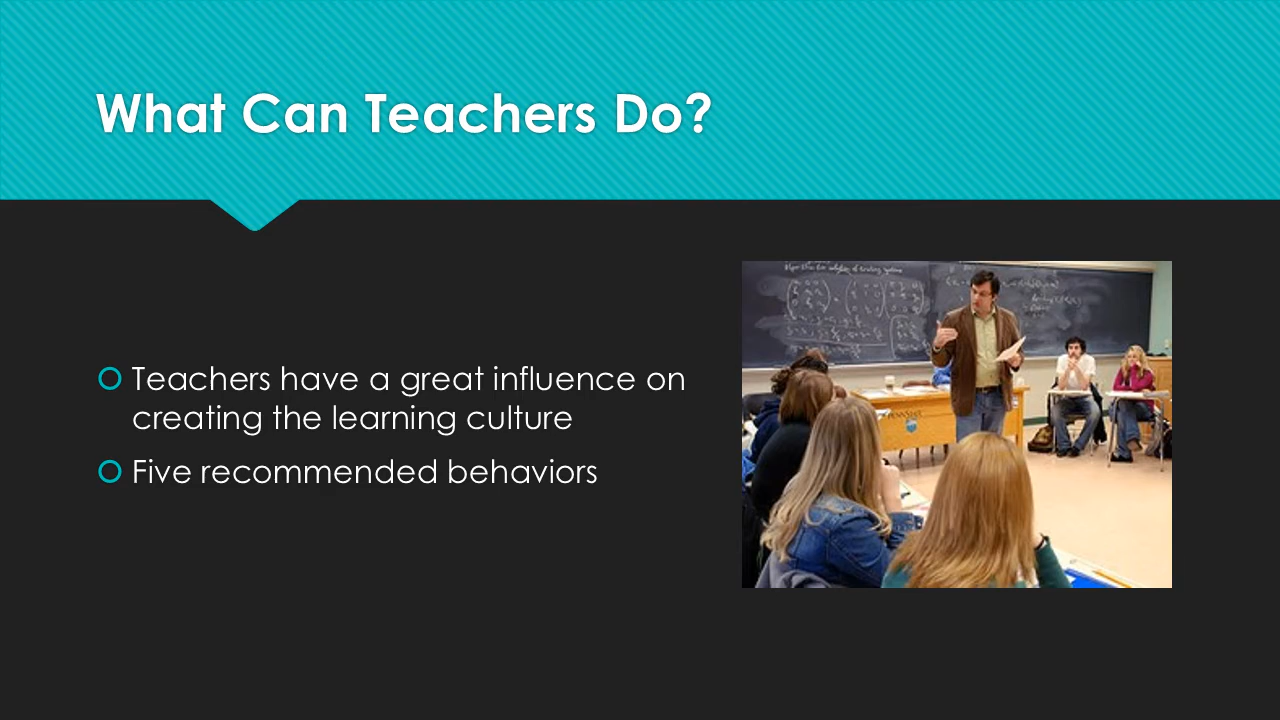 What Can Teachers Do?
Teachers have a great influence on
creating the learning culture
Five recommended behaviors